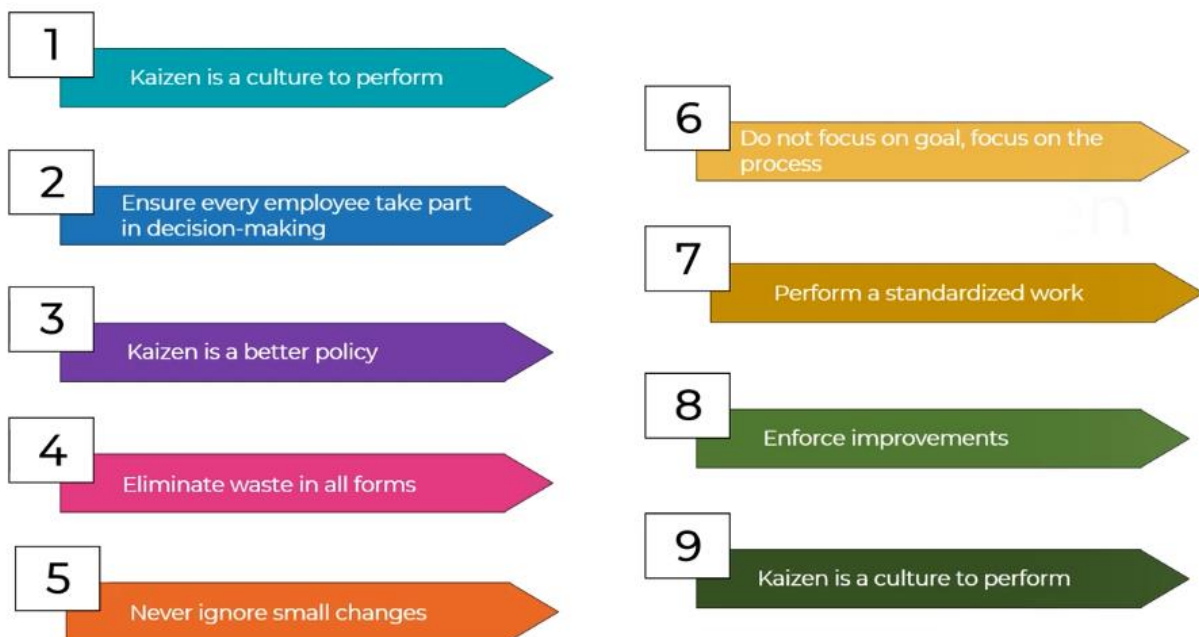 1
Kaizen is a culture to perform
2
Ensure every employee take part
in decision-making
3
Kaizen is a better policy
4
Eliminate waste in all forms
5
Never ignore small changes
6
Do not focus on goal, focus on the
process
7
Perform a standardized work
8
Enforce improvements
9
Kaizen is a culture to perform